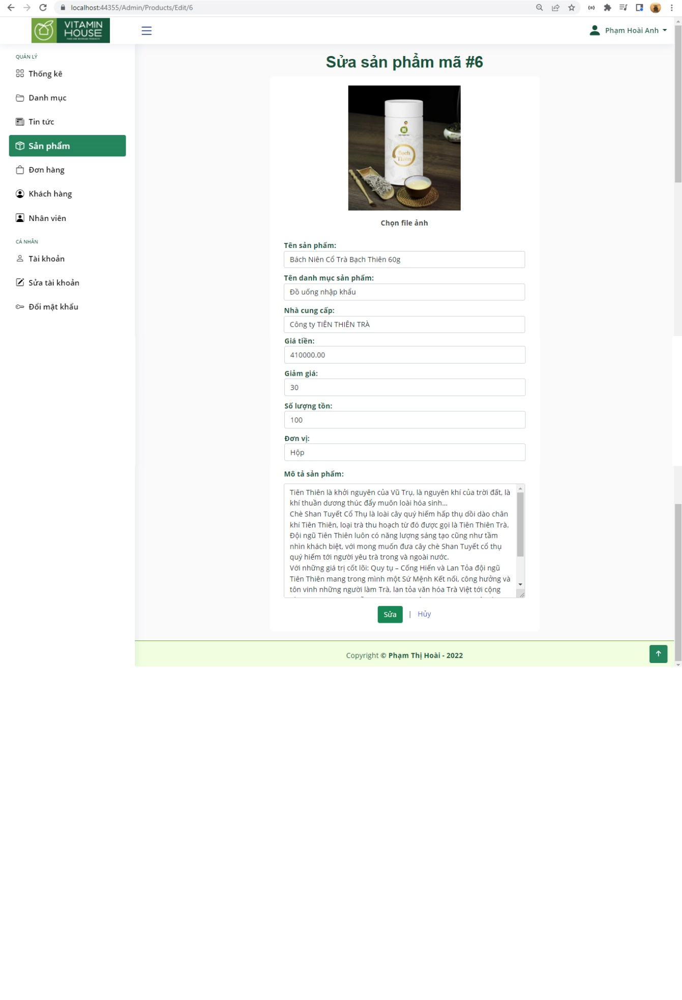 localhost:44355/Admin/Products/Edit/6
VITAMIN
HOUSE
FOOD AND BEVERAGE PRODUCTS
Phạm Hoài Anh
QUẢN LÝ
Thống kê
Danh mục
Tin tức
Sản phẩm
Đơn hàng
Khách hàng
Nhân viên
CÁ NHÂN
Tài khoản
Sửa tài khoản
Đổi mật khẩu
Sửa sản phẩm mã #6
Bạch
Thiên
Chọn file ảnh
Tên sản phẩm:
Bách Niên Cổ Trà Bạch Thiên 60g
Tên danh mục sản phẩm:
Đồ uống nhập khẩu
Nhà cung cấp:
Công ty TIÊN THIÊN TRÀ
Giá tiền:
410000.00
Giảm giá:
30
Số lượng tồn:
100
Đơn vị:
Hộp
Mô tả sản phẩm:
Tiên Thiên là khởi nguyên của Vũ Trụ, là nguyên khí của trời đất, là
khí thuần dương thúc đẩy muôn loài hóa sinh...
Chè Shan Tuyết Cổ Thụ là loài cây quý hiếm hấp thụ dồi dào chân
khí Tiên Thiên, loại trà thu hoạch từ đó được gọi là Tiên Thiên Trà.
Đội ngũ Tiên Thiên luôn có năng lượng sáng tạo cũng như tầm
nhìn khách biệt, với mong muốn đưa cây chè Shan Tuyết cổ thụ
quý hiếm tới người yêu trà trong và ngoài nước.
Với những giá trị cốt lõi: Quy tụ – Cống Hiến và Lan Tỏa đội ngũ
Tiên Thiên mang trong mình một Sứ Mệnh Kết nối, công hưởng và
tôn vinh những người làm Trà, lan tỏa văn hóa Trà Việt tới cộng
Sửa | Hủy
Copyright © Phạm Thị Hoài - 2022